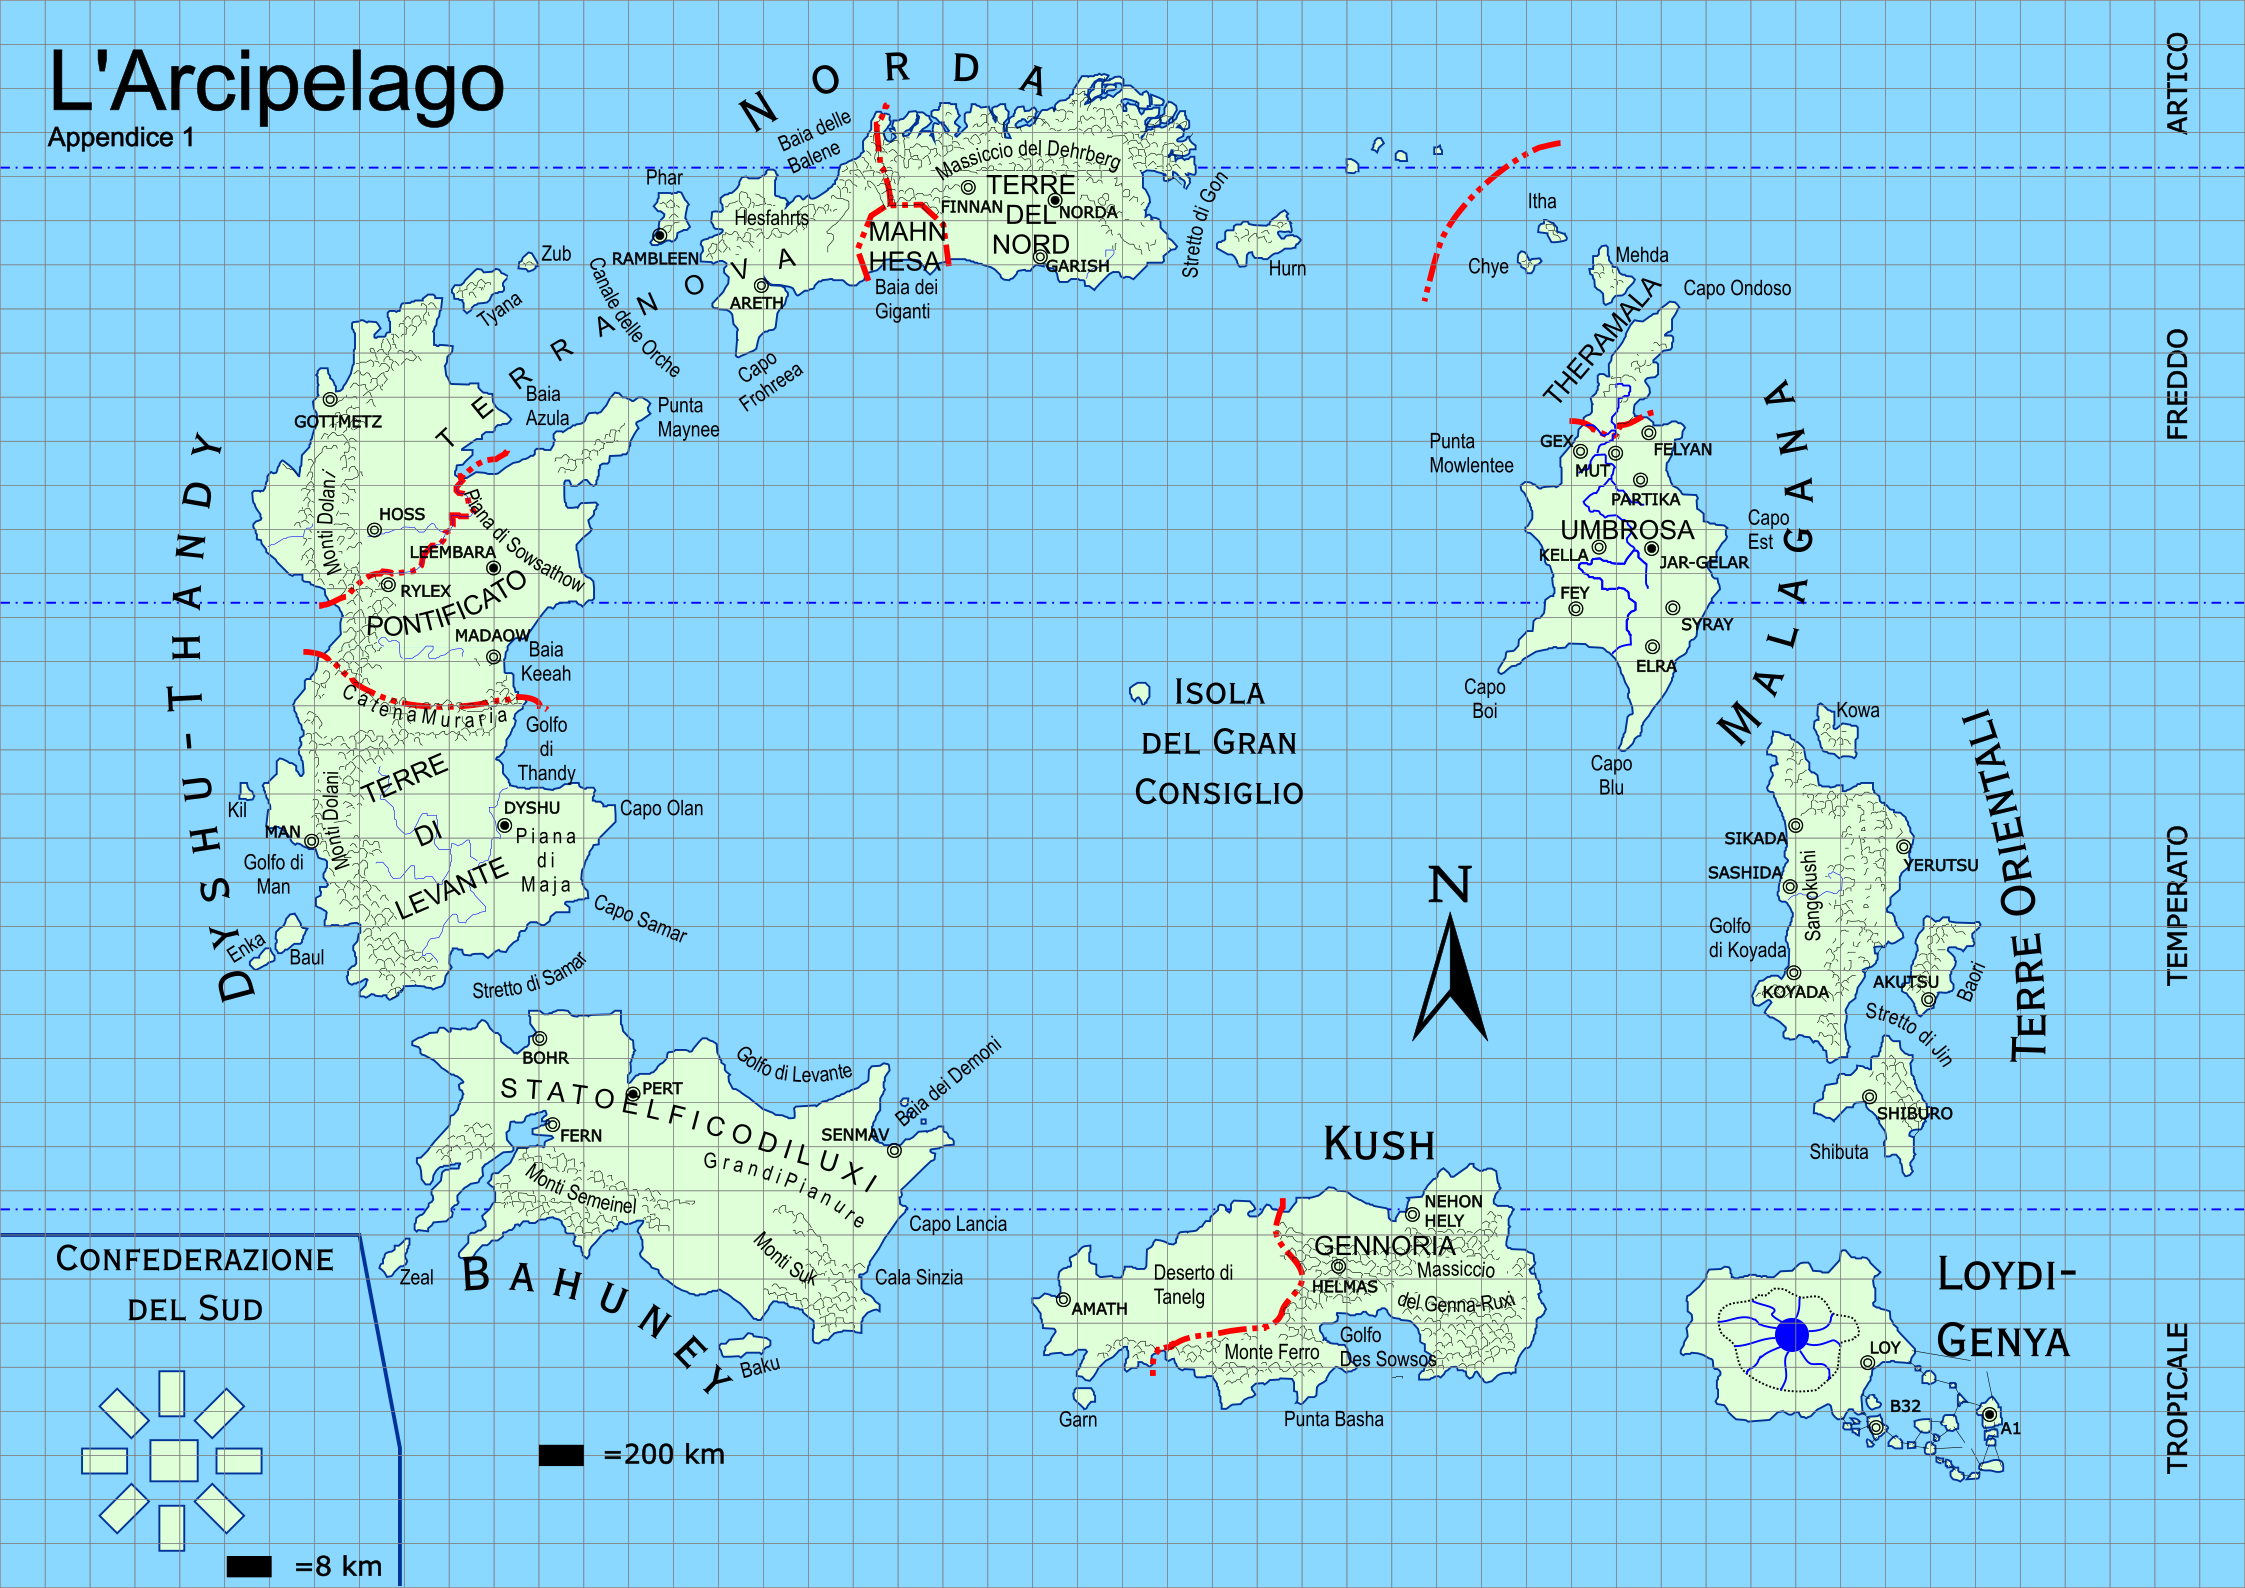 L'Arcipelago
Appendice 1
NORDA
ARTICO
Baia delle
Balene
Massiccio del Dehrberg
Phar
Hesfahrts
FINNAN
TERRE
DEL
NORD
NORDA
GARISH
Stretto di Gon
Hurn
MAHN
HESA
Baia dei
Giganti
RAMBLEEN
ARETH
Capo
Frohreea
Canale delle Orche
TERRANOVA
Zub
Tyana
Itha
Chye
Mehda
Capo Ondoso
THERAMALA
FREDDO
Baia
Azula
Punta
Maynee
GOTTMETZ
Monti Dolani
HOSS
LEEMBARA
Piana di Sowsathow
RYLEX
PONTIFICATO
MADAOW
Baia
Keeah
DYSHU-THANDY
Catena Muraria
Golfo
di
Thandy
TERRE
DI
LEVANTE
Monti Dolani
Kil
MAN
Golfo di
Man
DYSHU
Piana
di
Maja
Capo Olan
Capo Samar
Enka
Baul
Stretto di Samar
Punta
Mowlentee
GEX
MUT
FELYAN
PARTIKA
UMBROSA
KELLA
JAR-GELAR
FEY
SYRAY
ELRA
Capo
Est
MALAGANA
Capo
Boi
Capo
Blu
Isola
del Gran
Consiglio
N
Kowa
TERRE ORIENTALI
SIKADA
SASHIDA
Sangokushi
YERUTSU
Golfo
di Koyada
KOYADA
AKUTSU
Baori
Stretto di Jin
SHIBURO
Shibuta
TEMPERATO
BOHR
PERT
STATO ELFICO DI LUXI
FERN
Golfo di Levante
Baia dei Demoni
SENMAV
Grandi Pianure
Monti Semeinel
Monti Suk
Capo Lancia
Cala Sinzia
Zeal
BAHUNEY
Baku
Kush
NEHON
HELY
GENNORIA
HELMAS
Massiccio
del Genna-Ruxi
Deserto di
Tanelg
AMATH
Monte Ferro
Golfo
Des Sowsos
Garn
Punta Basha
Loydi-
Genya
LOY
B32
A1
TROPICALE
Confederazione
del Sud
=200 km
=8 km